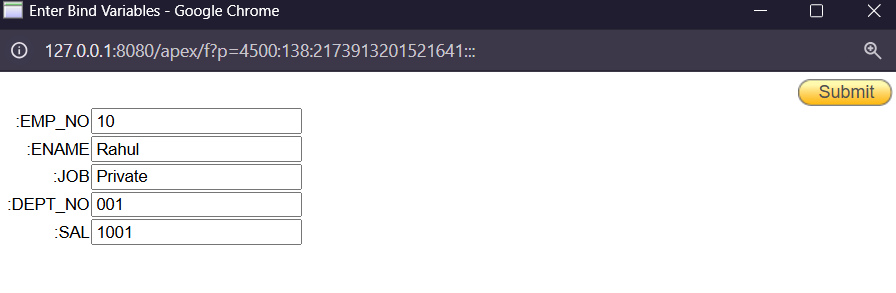 Enter Bind Variables - Google Chrome
127.0.0.1:8080/apex/f?p=4500:138:2173913201521641:::
Submit
:EMP_NO 10
:ENAME Rahul
:JOB Private
:DEPT_NO 001
:SAL 1001